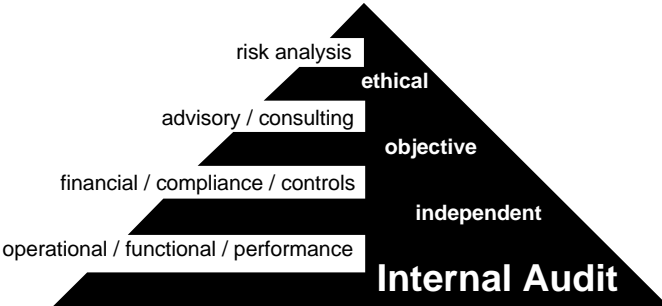 risk analysis
ethical
advisory / consulting
objective
financial / compliance / controls
independent
operational / functional / performance
Internal Audit